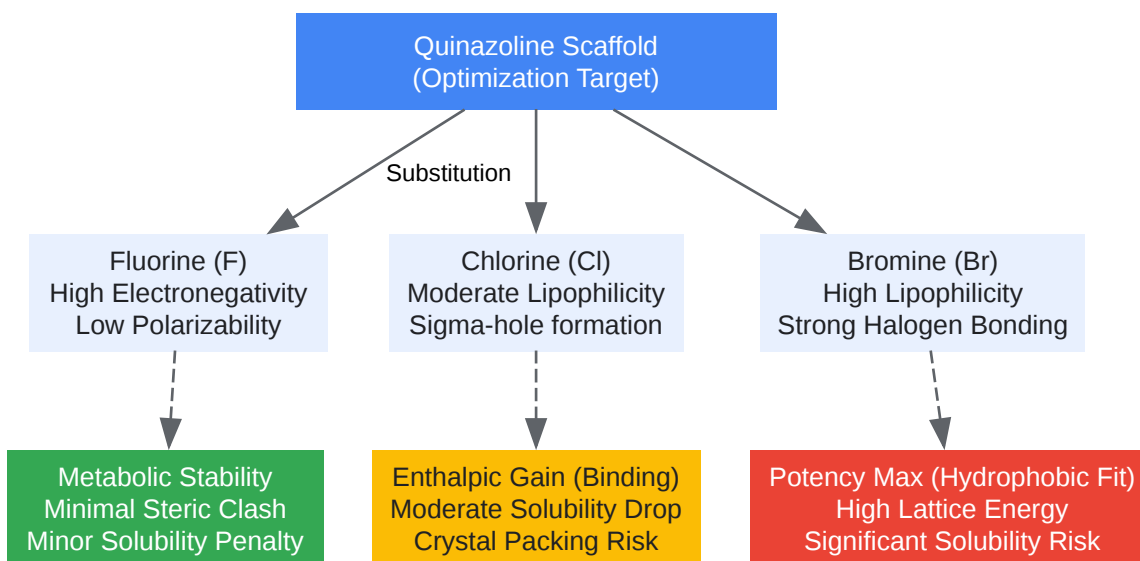 Quinazoline Scaffold
(Optimization Target)
Substitution
Fluorine (F)
High Electronegativity
Low Polarizability
Chlorine (Cl)
Moderate Lipophilicity
Sigma-hole formation
Bromine (Br)
High Lipophilicity
Strong Halogen Bonding
Metabolic Stability
Minimal Steric Clash
Minor Solubility Penalty
Enthalpic Gain (Binding)
Moderate Solubility Drop
Crystal Packing Risk
Potency Max (Hydrophobic Fit)
High Lattice Energy
Significant Solubility Risk